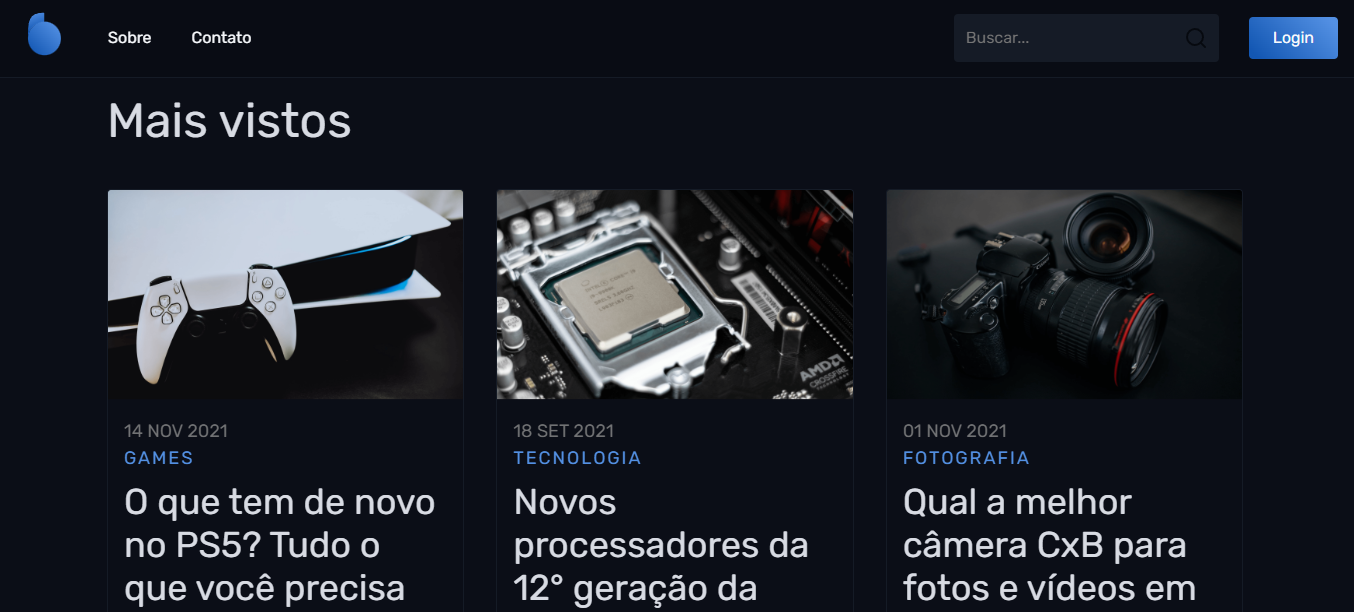 Sobre
Contato
Buscar...
Login
Mais vistos
AMD
CROSSFIRE
14 NOV 2021
GAMES
O que tem de novo
no PS5? Tudo o
que você precisa
18 SET 2021
TECNOLOGIA
Novos
processadores da
12° geração da
01 NOV 2021
FOTOGRAFIA
Qual a melhor
câmera CxB para
fotos e vídeos em